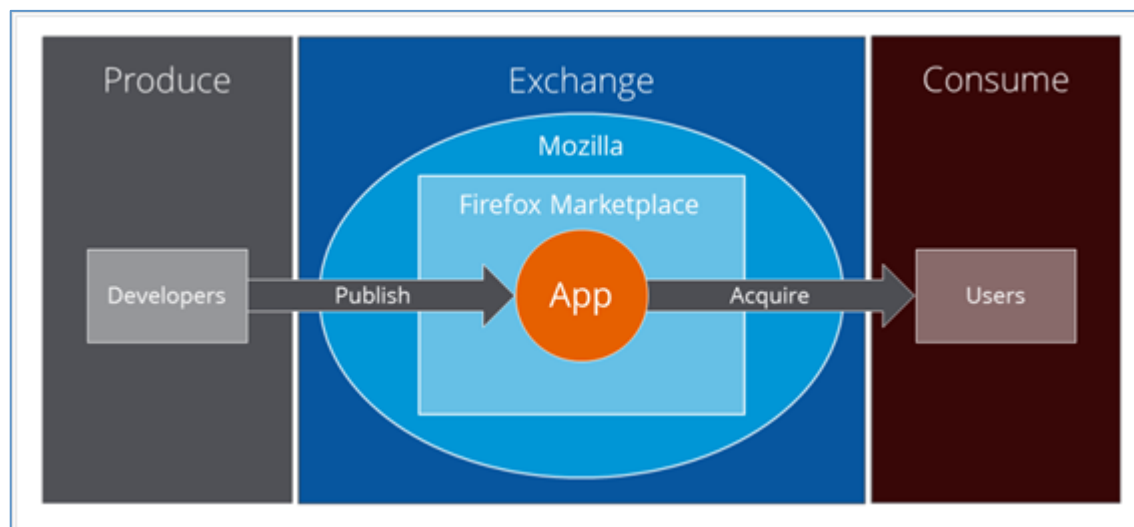 Produce
Exchange
Consume
Mozilla
Firefox Marketplace
Developers
Publish
App
Acquire
Users